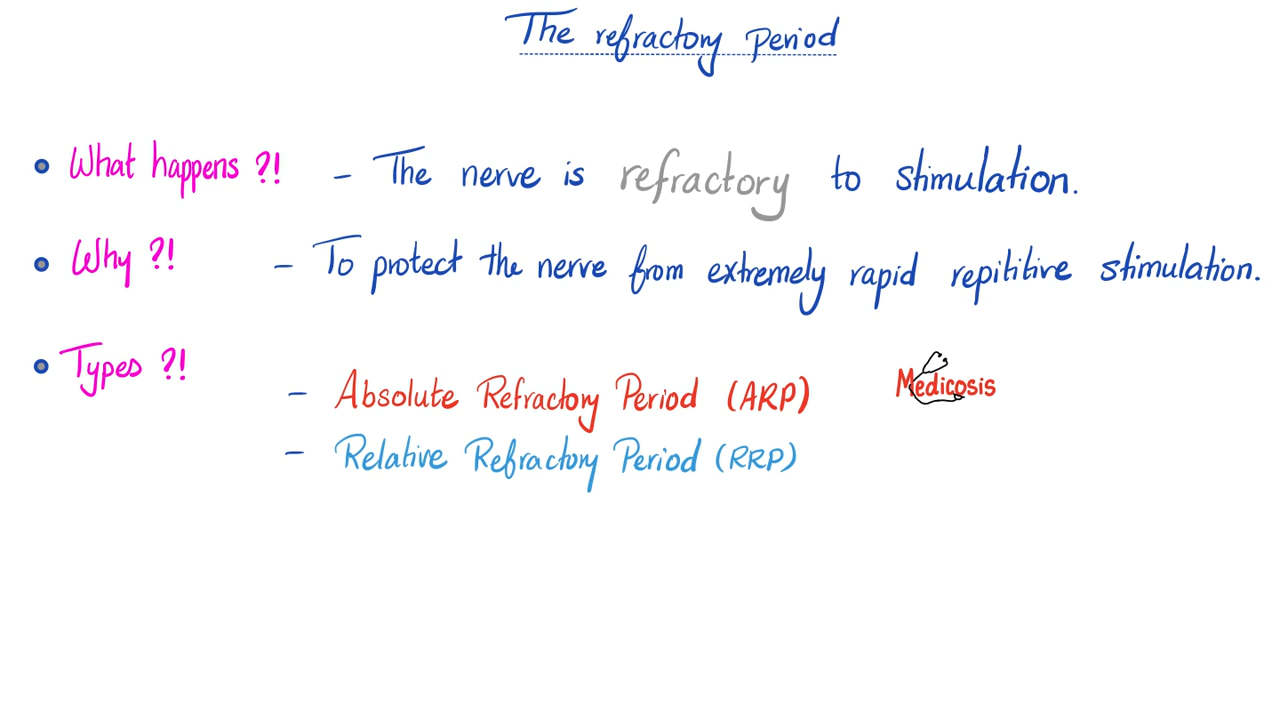 The refractory period
What happens ?! - The nerve is refractory to stimulation.
Why ?! - To protect the nerve from extremely rapid repititive stimulation.
Types ?!
- Absolute Refractory Period (ARP)
Medicosis
- Relative Refractory Period (RRP)